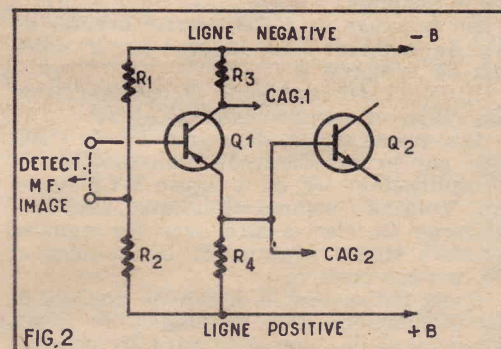 LIGNE NEGATIVE
- B
R1
R3
CAG.1
Q1
Q2
DETECT.
M F.
IMAGE
R2
R4
CAG 2
FIG.2
LIGNE POSITIVE
+ B